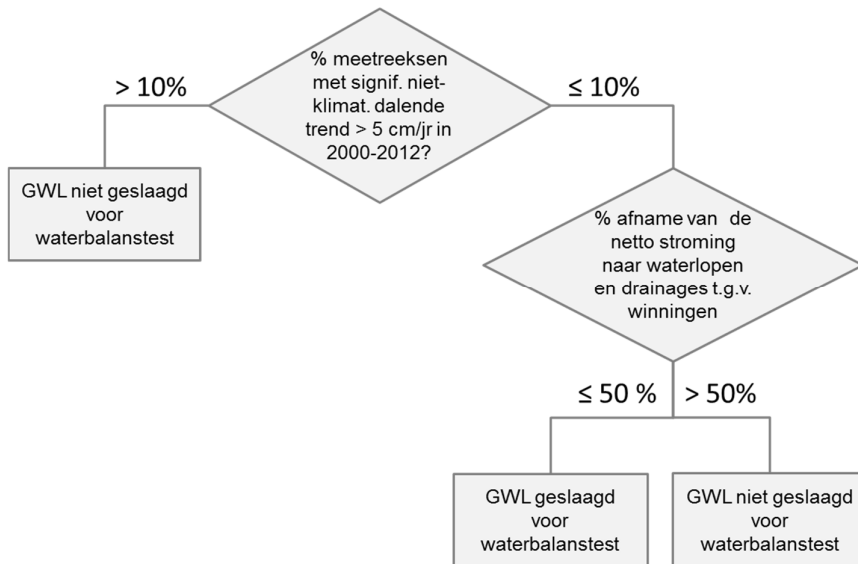 % meetreeksen
met signif. niet-
klimat. dalende
trend > 5 cm/jr in
2000-2012?
> 10%
≤ 10%
GWL niet geslaagd
voor
waterbalanstest
% afname van de
netto stroming
naar waterlopen
en drainages t.g.v.
winningen
≤ 50 %
> 50%
GWL geslaagd
voor
waterbalanstest
GWL niet geslaagd
voor
waterbalanstest